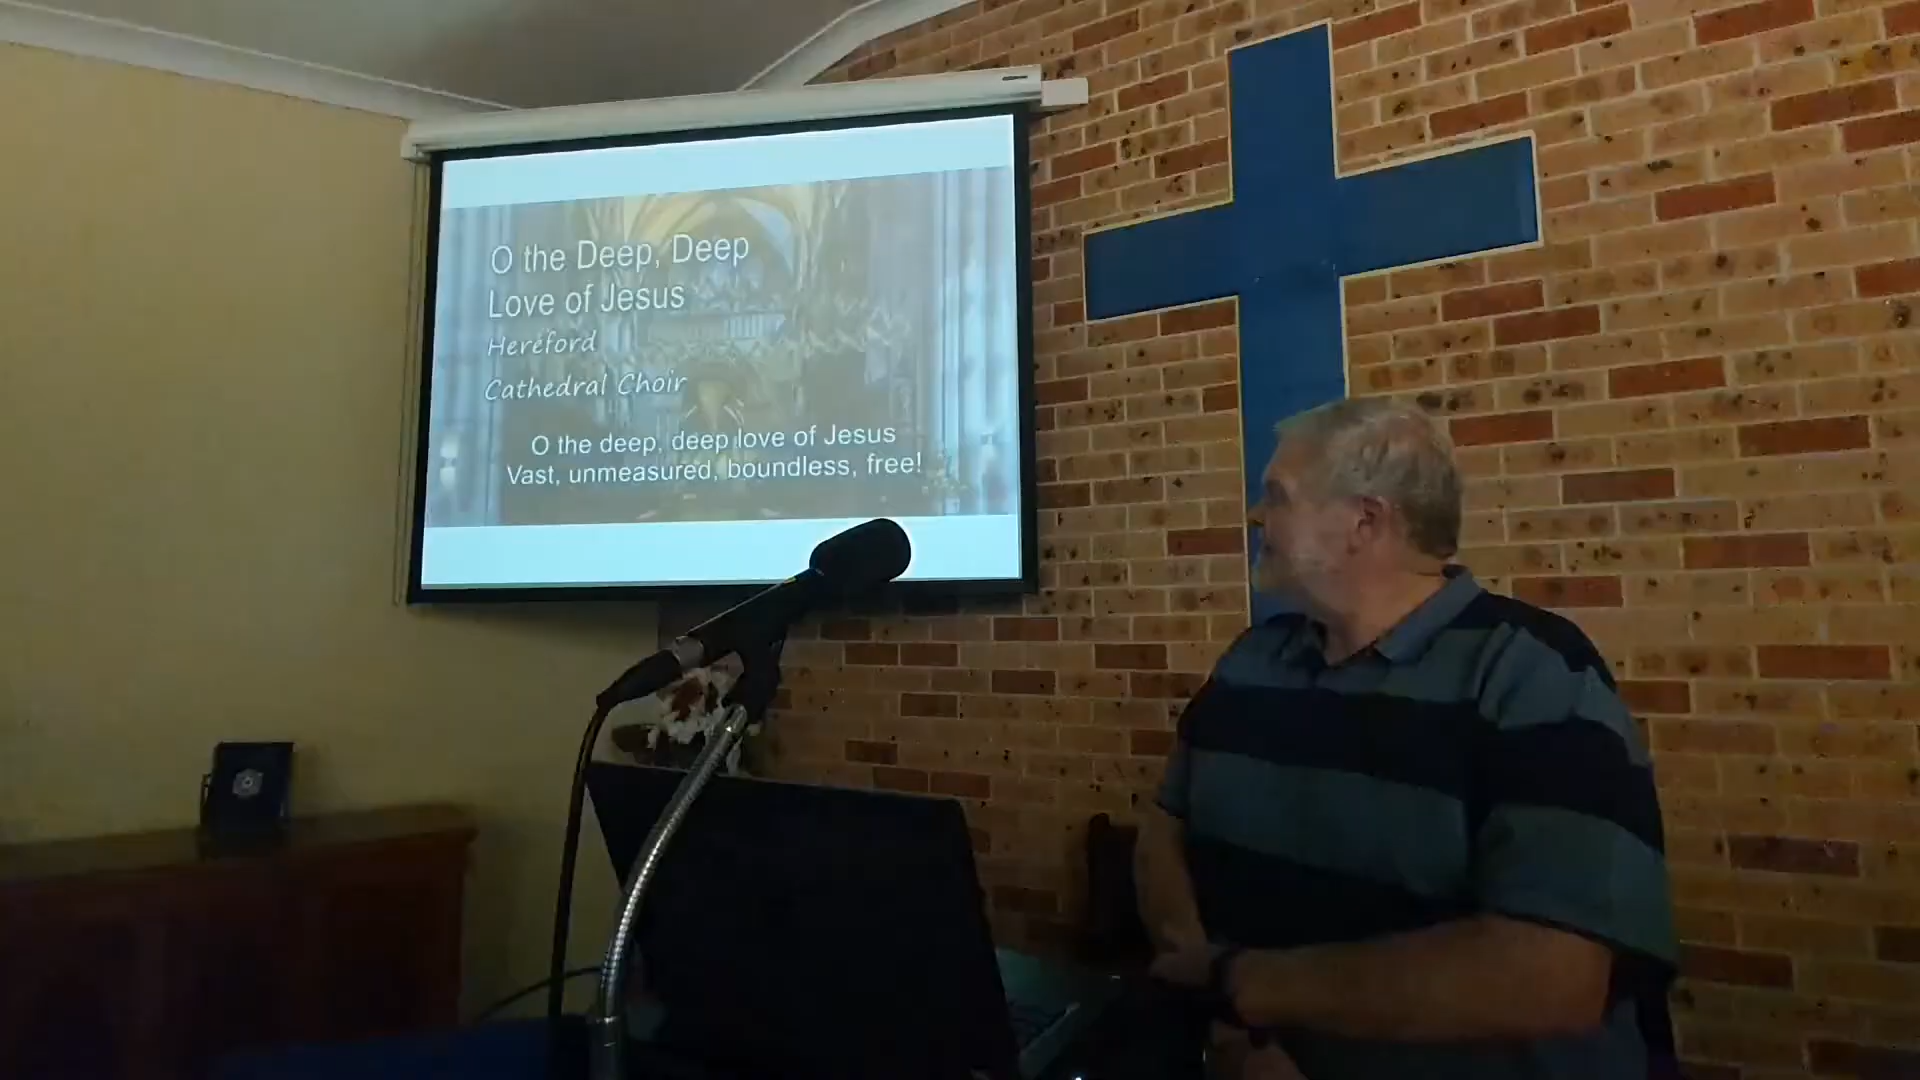 O the Deep, Deep
Love of Jesus
Hereford
Cathedral Choir
O the deep, deep love of Jesus
Vast, unmeasured, boundless, free!